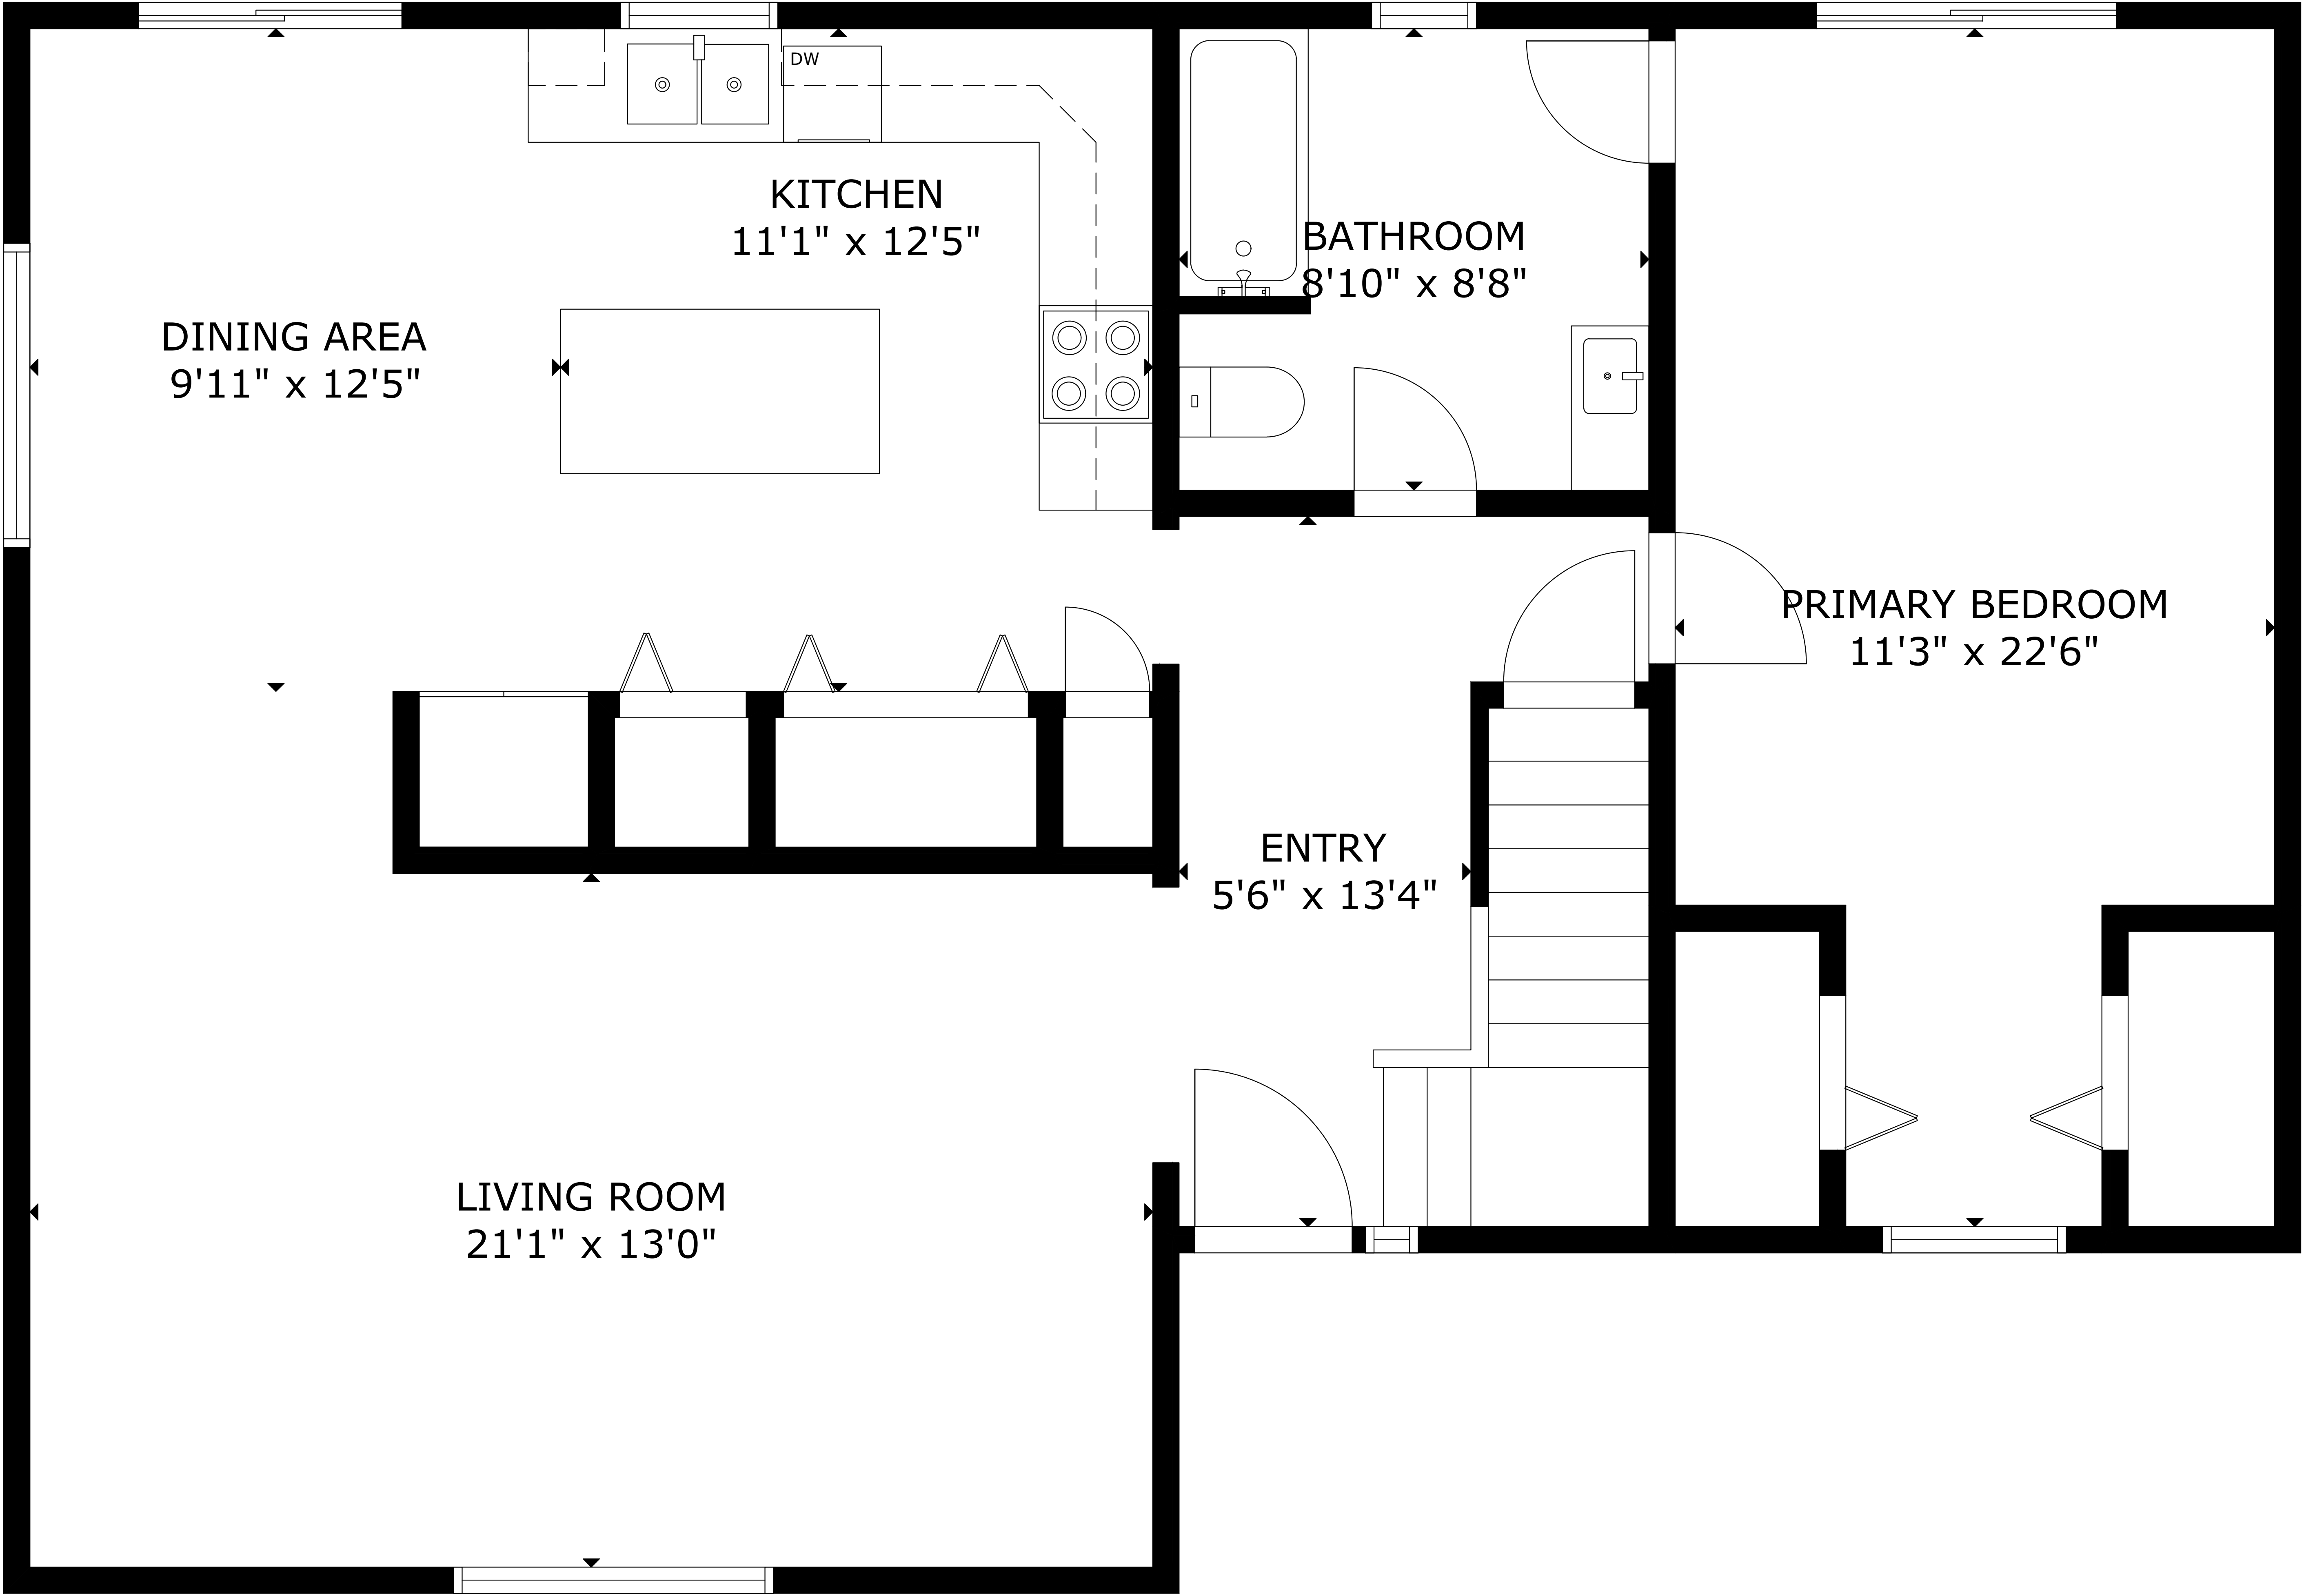 DW
KITCHEN
11'1" x 12'5"
BATHROOM
8'10" x 8'8"
DINING AREA
9'11" x 12'5"
PRIMARY BEDROOM
11'3" x 22'6"
ENTRY
5'6" x 13'4"
LIVING ROOM
21'1" x 13'0"